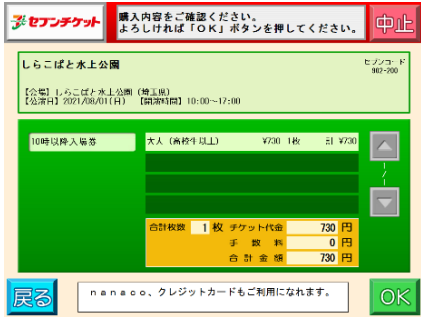 セブンチケット
購入内容をご確認ください。
よろしければ「OK」ボタンを押してください。
中止
しらこばと水上公園
セブンコード
902-200
【会場】しらこばと水上公園（埼玉県）
【公演日】2021/08/01(日) 【開演時間】10:00~17:00
10時以降入場券 大人（高校生以上） ¥730 1枚 計 ¥730
1
/
1
合計枚数 1 枚 チケット代金 730 円
手数料 0 円
合計金額 730 円
戻る
nanaco、クレジットカードもご利用になれます。
OK